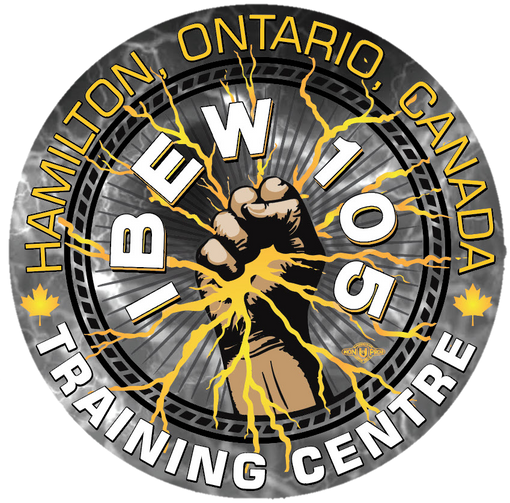 HAMILTON, ONTARIO, CANADA
IBEW 105
TRAINING CENTRE